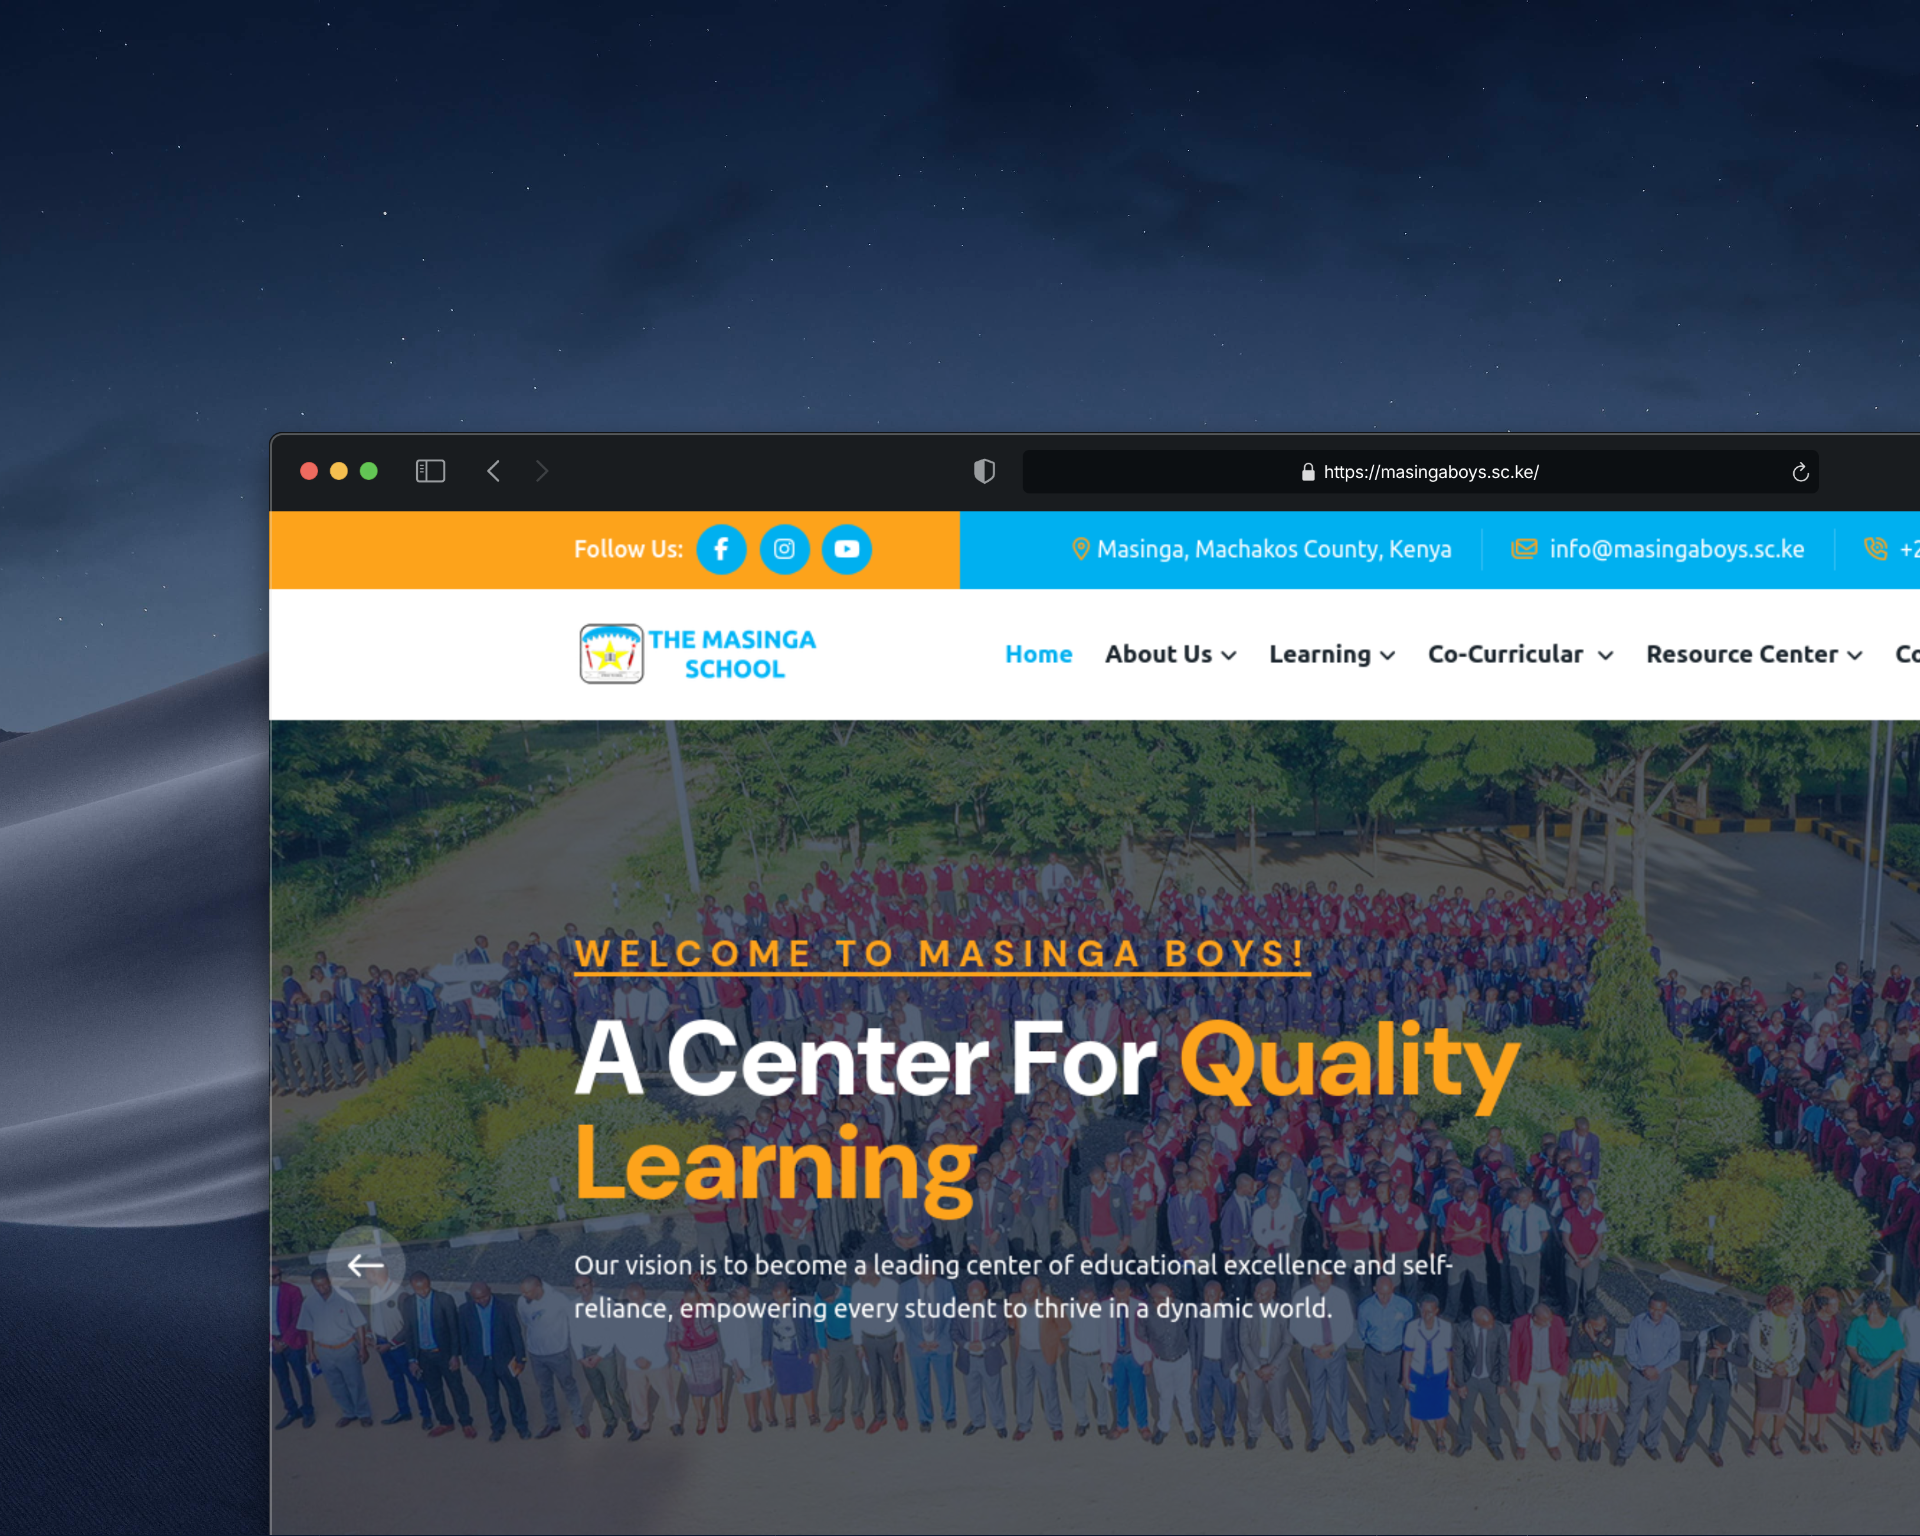 https://masingaboys.sc.ke/
Follow Us:
Masinga, Machakos County, Kenya
info@masingaboys.sc.ke
+2
THE MASINGA
SCHOOL
Home
About Us
Learning
Co-Curricular
Resource Center
Co
WELCOME TO MASINGA BOYS!
A Center For Quality
Learning
Our vision is to become a leading center of educational excellence and self-
reliance, empowering every student to thrive in a dynamic world.